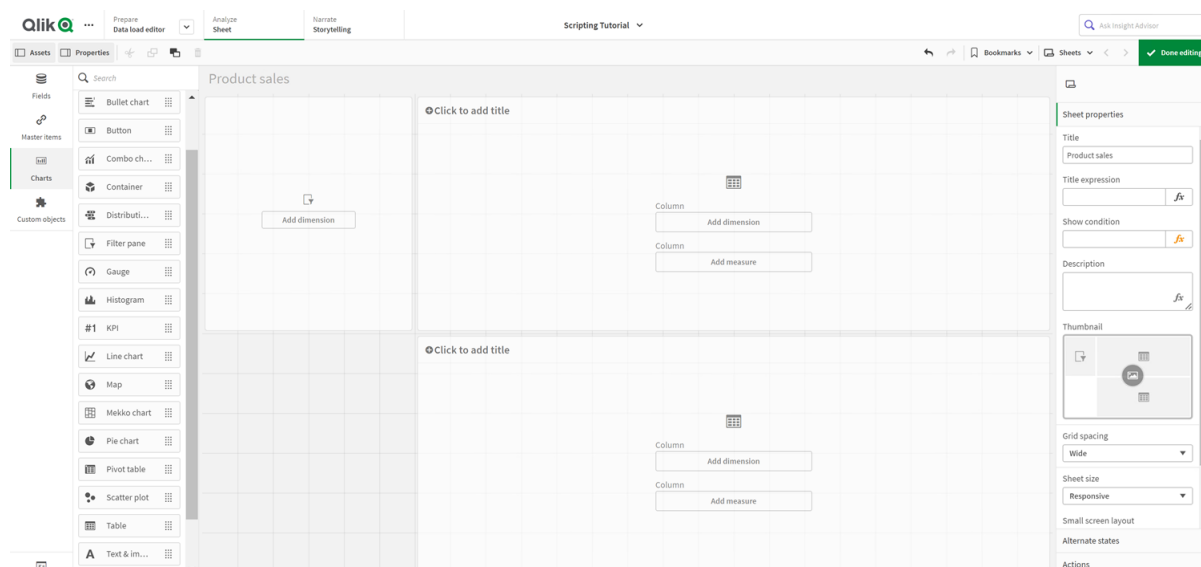 Qlik
Prepare
Data load editor
Analyze
Sheet
Narrate
Storytelling
Scripting Tutorial
Ask Insight Advisor
Assets
Properties
Bookmarks
Sheets
Done editing
Fields
Master items
Charts
Custom objects
Search
Bullet chart
Button
Combo ch...
Container
Distributi...
Filter pane
Gauge
Histogram
#1 KPI
Line chart
Map
Mekko chart
Pie chart
Pivot table
Scatter plot
Table
A Text & im...
Product sales
Add dimension
Click to add title
Column
Add dimension
Column
Add measure
Click to add title
Column
Add dimension
Column
Add measure
Sheet properties
Title
Product sales
Title expression
fx
Show condition
fx
Description
fx
Thumbnail
Grid spacing
Wide
Sheet size
Responsive
Small screen layout
Alternate states
Actions